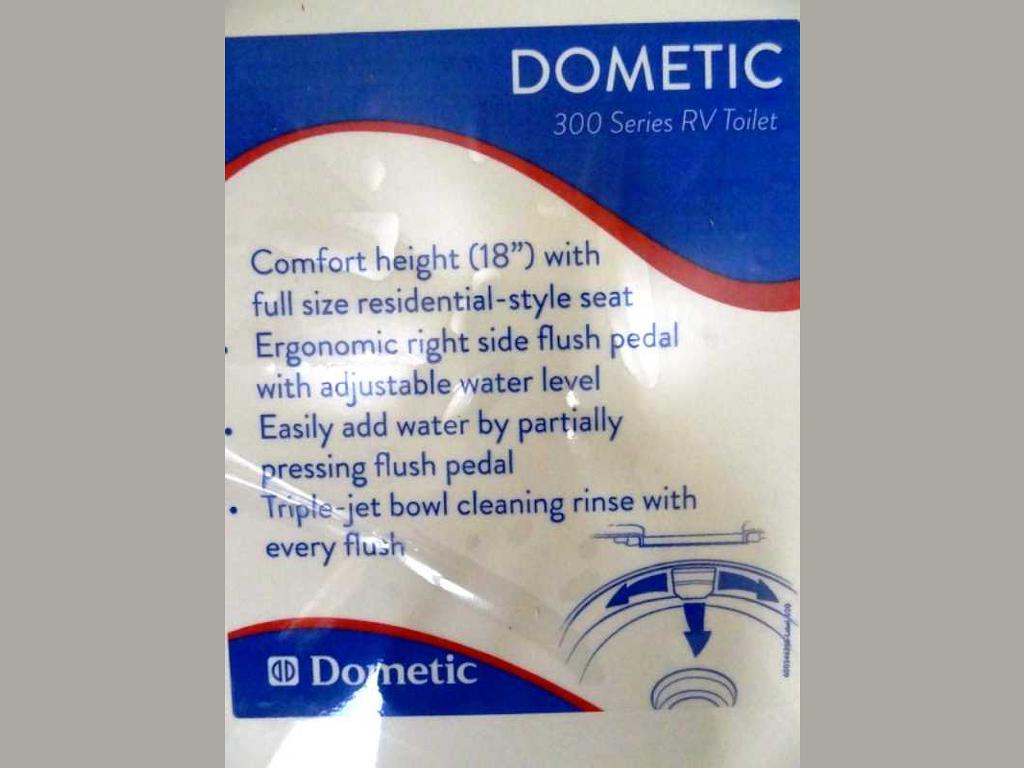 DOMETIC
300 Series RV Toilet
Comfort height (18”) with
full size residential-style seat
• Ergonomic right side flush pedal
with adjustable water level
• Easily add water by partially
pressing flush pedal
• Triple-jet bowl cleaning rinse with
every flush
Dometic